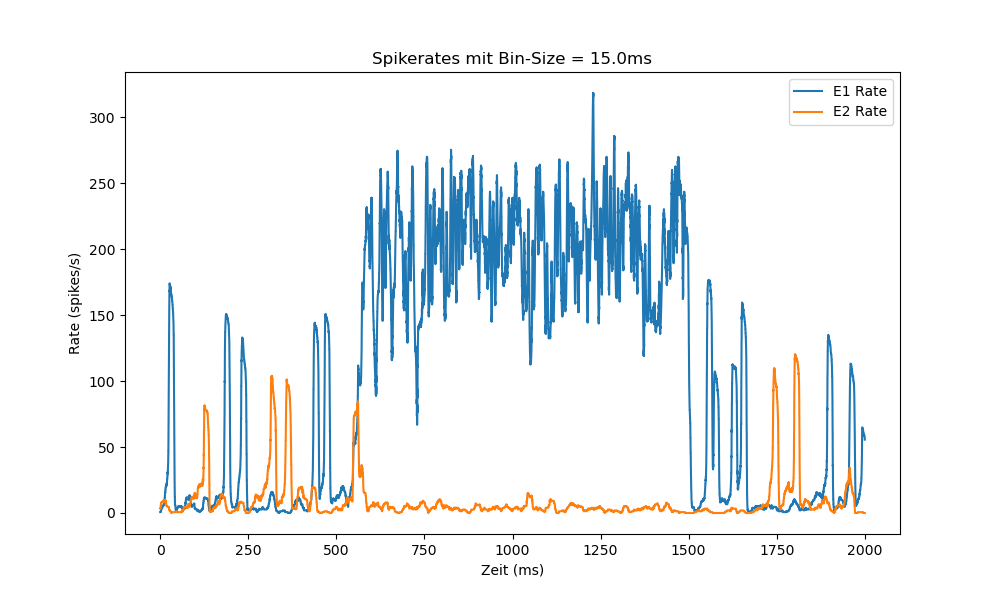 Spikerates mit Bin-Size = 15.0ms
E1 Rate
E2 Rate
Rate (spikes/s)
300
250
200
150
100
50
0
0 250 500 750 1000 1250 1500 1750 2000
Zeit (ms)